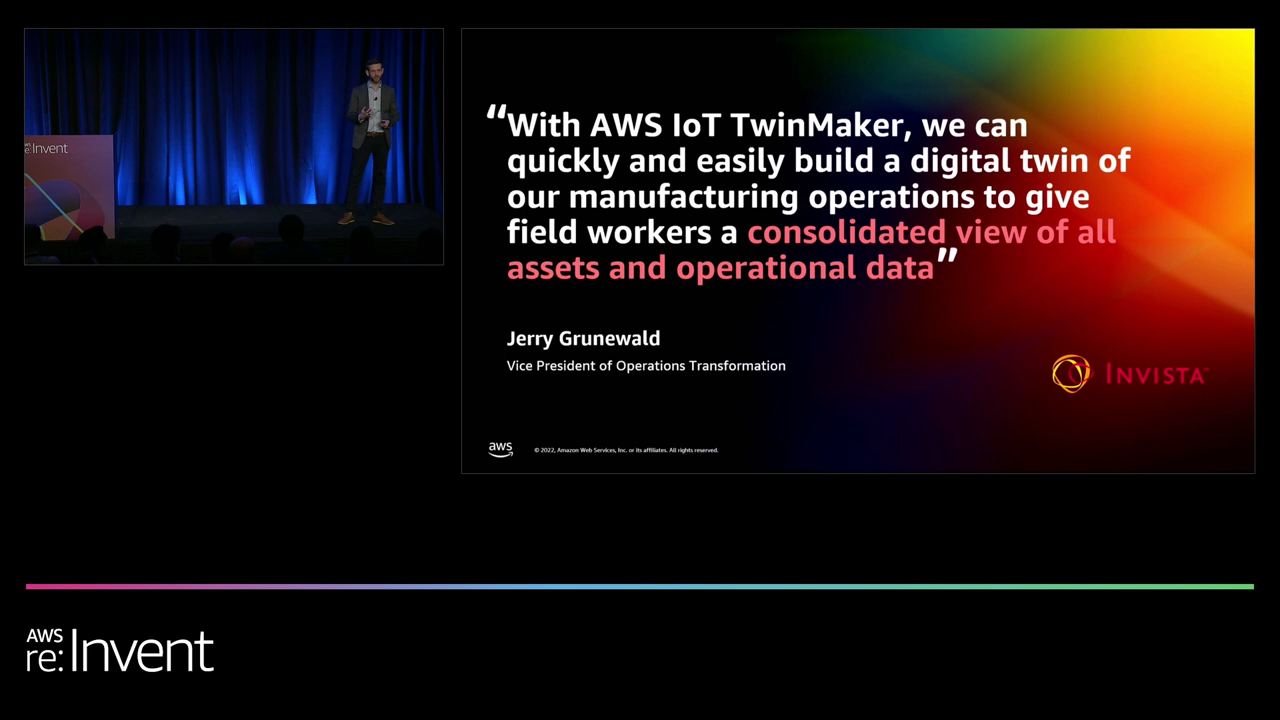 re:Invent
“With AWS IoT TwinMaker, we can
quickly and easily build a digital twin of
our manufacturing operations to give
field workers a consolidated view of all
assets and operational data”
Jerry Grunewald
Vice President of Operations Transformation
INVISTA™
aws
© 2022, Amazon Web Services, Inc. or its affiliates. All rights reserved.
AWS
re:Invent